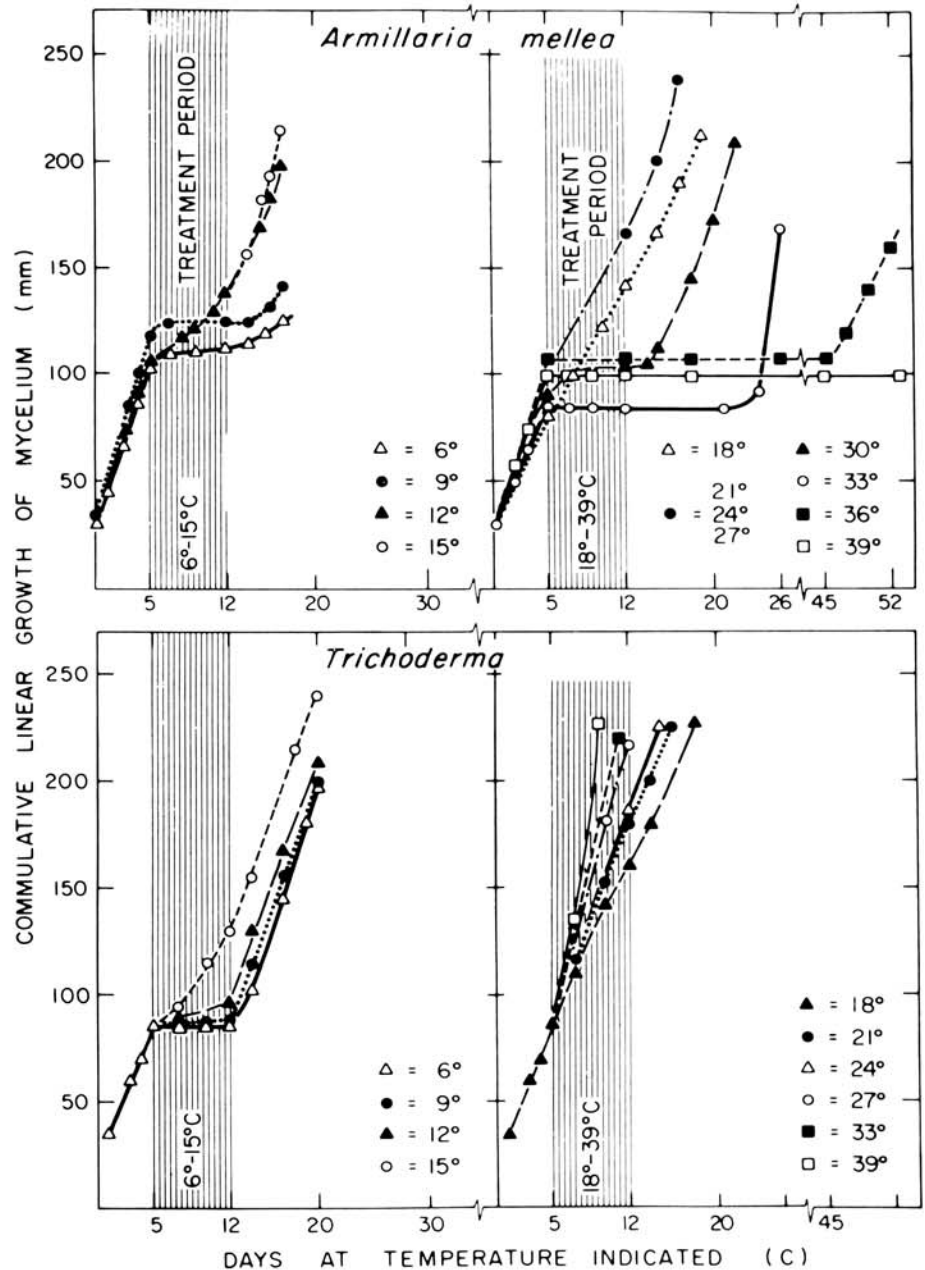 Armillaria mellea
250
200
150
100
50
COMMULATIVE LINEAR GROWTH OF MYCELIUM (mm)
TREATMENT PERIOD
6°-15°C
△ = 6°
● = 9°
▲ = 12°
○ = 15°
5 12 20 30
TREATMENT
PERIOD
18°-39°C
△ = 18°
21°
● = 24°
27°
▲ = 30°
○ = 33°
■ = 36°
□ = 39°
5 12 20 26 45 52
Trichoderma
250
200
150
100
50
6°-15°C
△ = 6°
● = 9°
▲ = 12°
○ = 15°
5 12 20 30
18°-39°C
▲ = 18°
● = 21°
△ = 24°
○ = 27°
■ = 33°
□ = 39°
5 12 20 45
DAYS AT TEMPERATURE INDICATED (C)